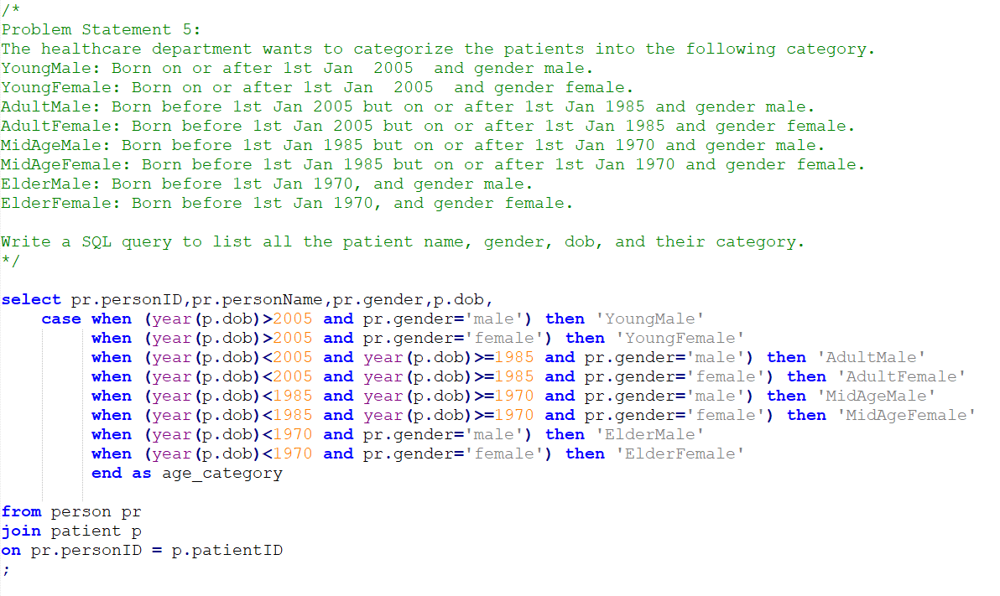 /*
Problem Statement 5:
The healthcare department wants to categorize the patients into the following category.
YoungMale: Born on or after 1st Jan  2005  and gender male.
YoungFemale: Born on or after 1st Jan  2005  and gender female.
AdultMale: Born before 1st Jan 2005 but on or after 1st Jan 1985 and gender male.
AdultFemale: Born before 1st Jan 2005 but on or after 1st Jan 1985 and gender female.
MidAgeMale: Born before 1st Jan 1985 but on or after 1st Jan 1970 and gender male.
MidAgeFemale: Born before 1st Jan 1985 but on or after 1st Jan 1970 and gender female.
ElderMale: Born before 1st Jan 1970, and gender male.
ElderFemale: Born before 1st Jan 1970, and gender female.

Write a SQL query to list all the patient name, gender, dob, and their category.
*/

select pr.personID,pr.personName,pr.gender,p.dob,
    case when (year(p.dob)>2005 and pr.gender='male') then 'YoungMale'
         when (year(p.dob)>2005 and pr.gender='female') then 'YoungFemale'
         when (year(p.dob)<2005 and year(p.dob)>=1985 and pr.gender='male') then 'AdultMale'
         when (year(p.dob)<2005 and year(p.dob)>=1985 and pr.gender='female') then 'AdultFemale'
         when (year(p.dob)<1985 and year(p.dob)>=1970 and pr.gender='male') then 'MidAgeMale'
         when (year(p.dob)<1985 and year(p.dob)>=1970 and pr.gender='female') then 'MidAgeFemale'
         when (year(p.dob)<1970 and pr.gender='male') then 'ElderMale'
         when (year(p.dob)<1970 and pr.gender='female') then 'ElderFemale'
         end as age_category

from person pr
join patient p
on pr.personID = p.patientID
;